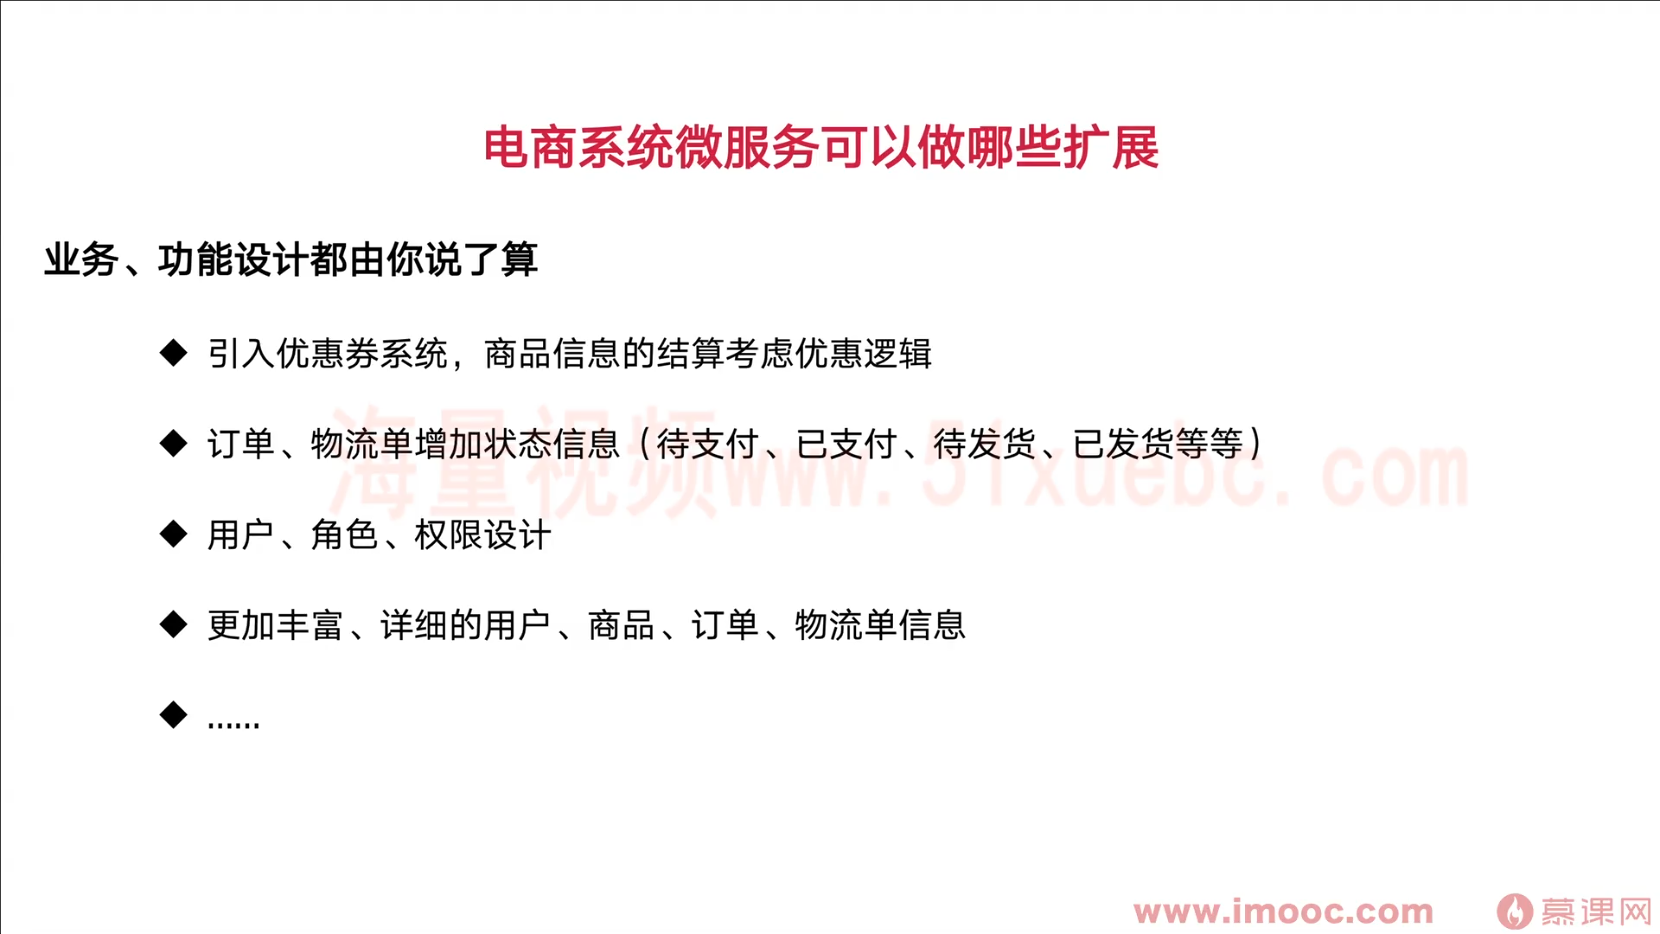 电商系统微服务可以做哪些扩展
业务、功能设计都由你说了算
◆ 引入优惠券系统，商品信息的结算考虑优惠逻辑
◆ 订单、物流单增加状态信息（待支付、已支付、待发货、已发货等等）
海量视频www.51xuebc.com
◆ 用户、角色、权限设计
◆ 更加丰富、详细的用户、商品、订单、物流单信息
◆ ......
www.imooc.com 慕课网